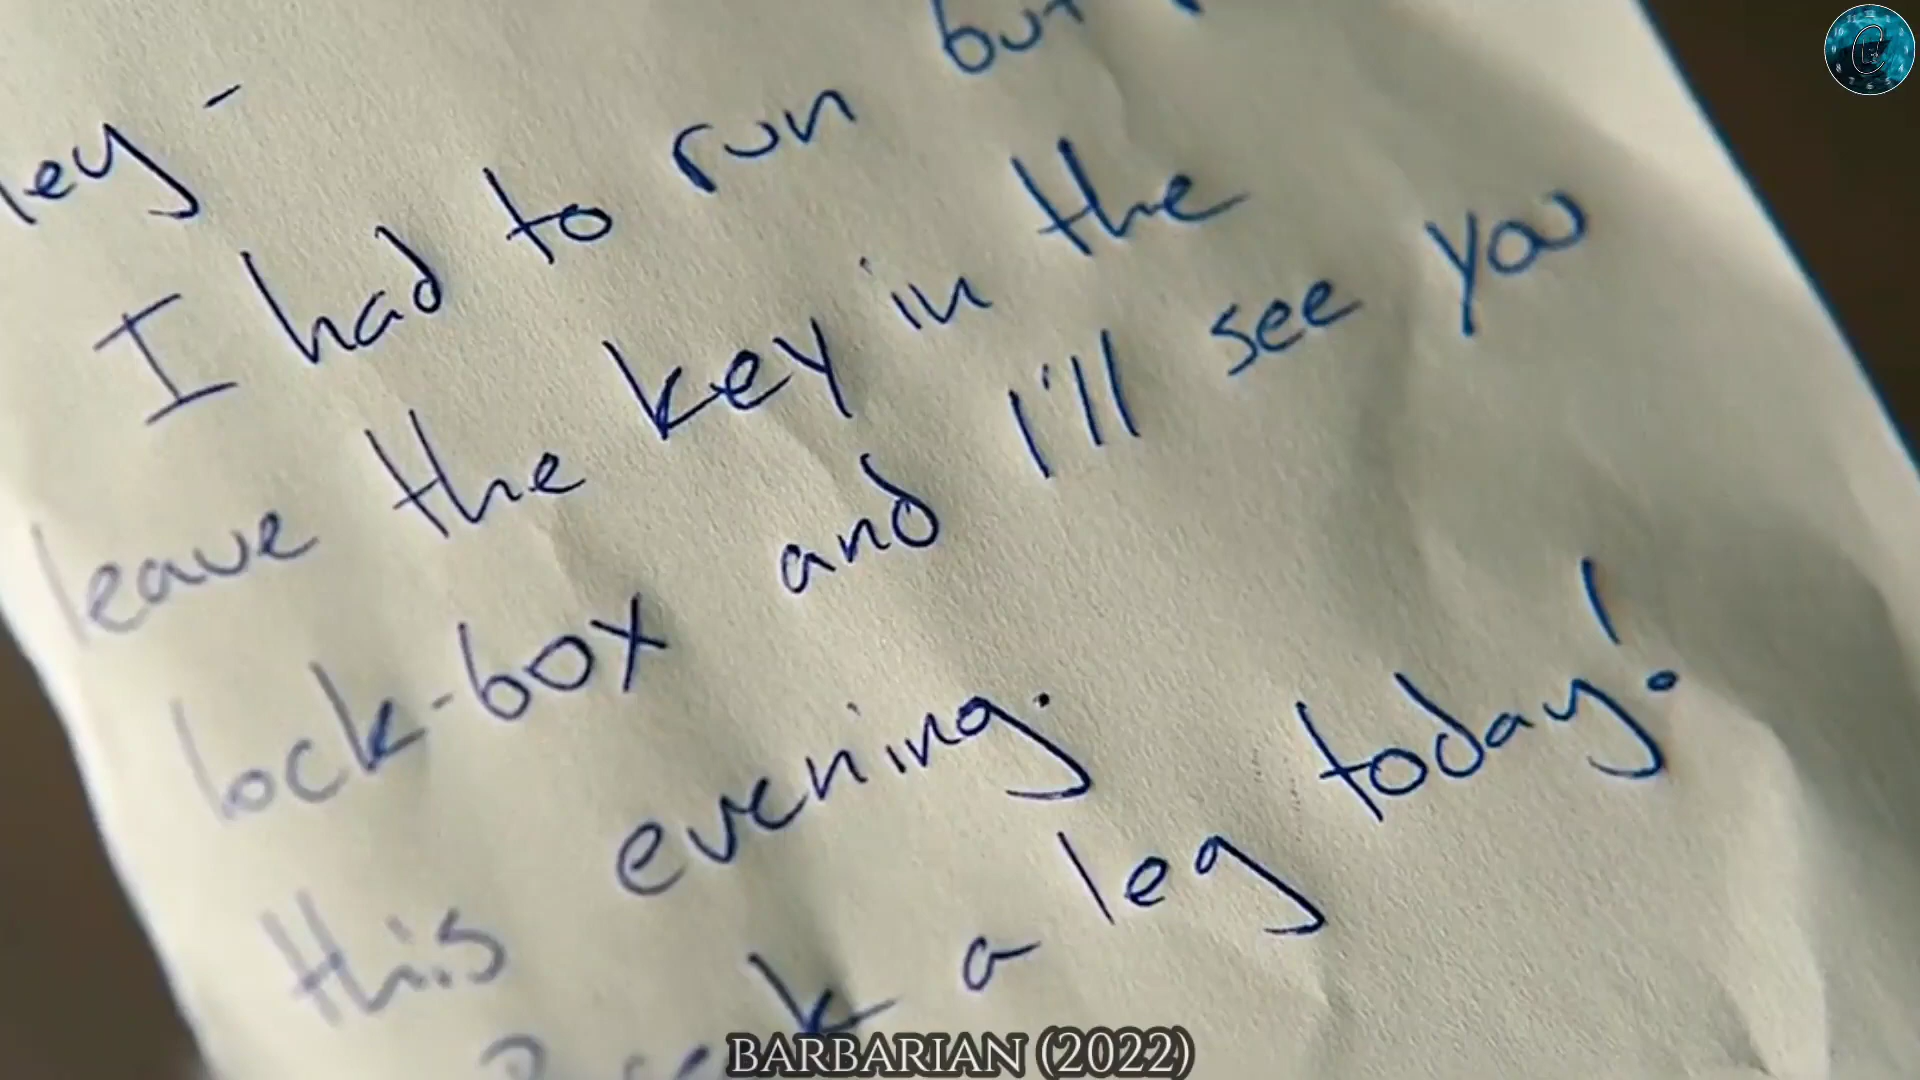 ley -
I had to run but
leave the key in the
lock-box and I'll see you
this evening.
Break a leg today!
BARBARIAN (2022)